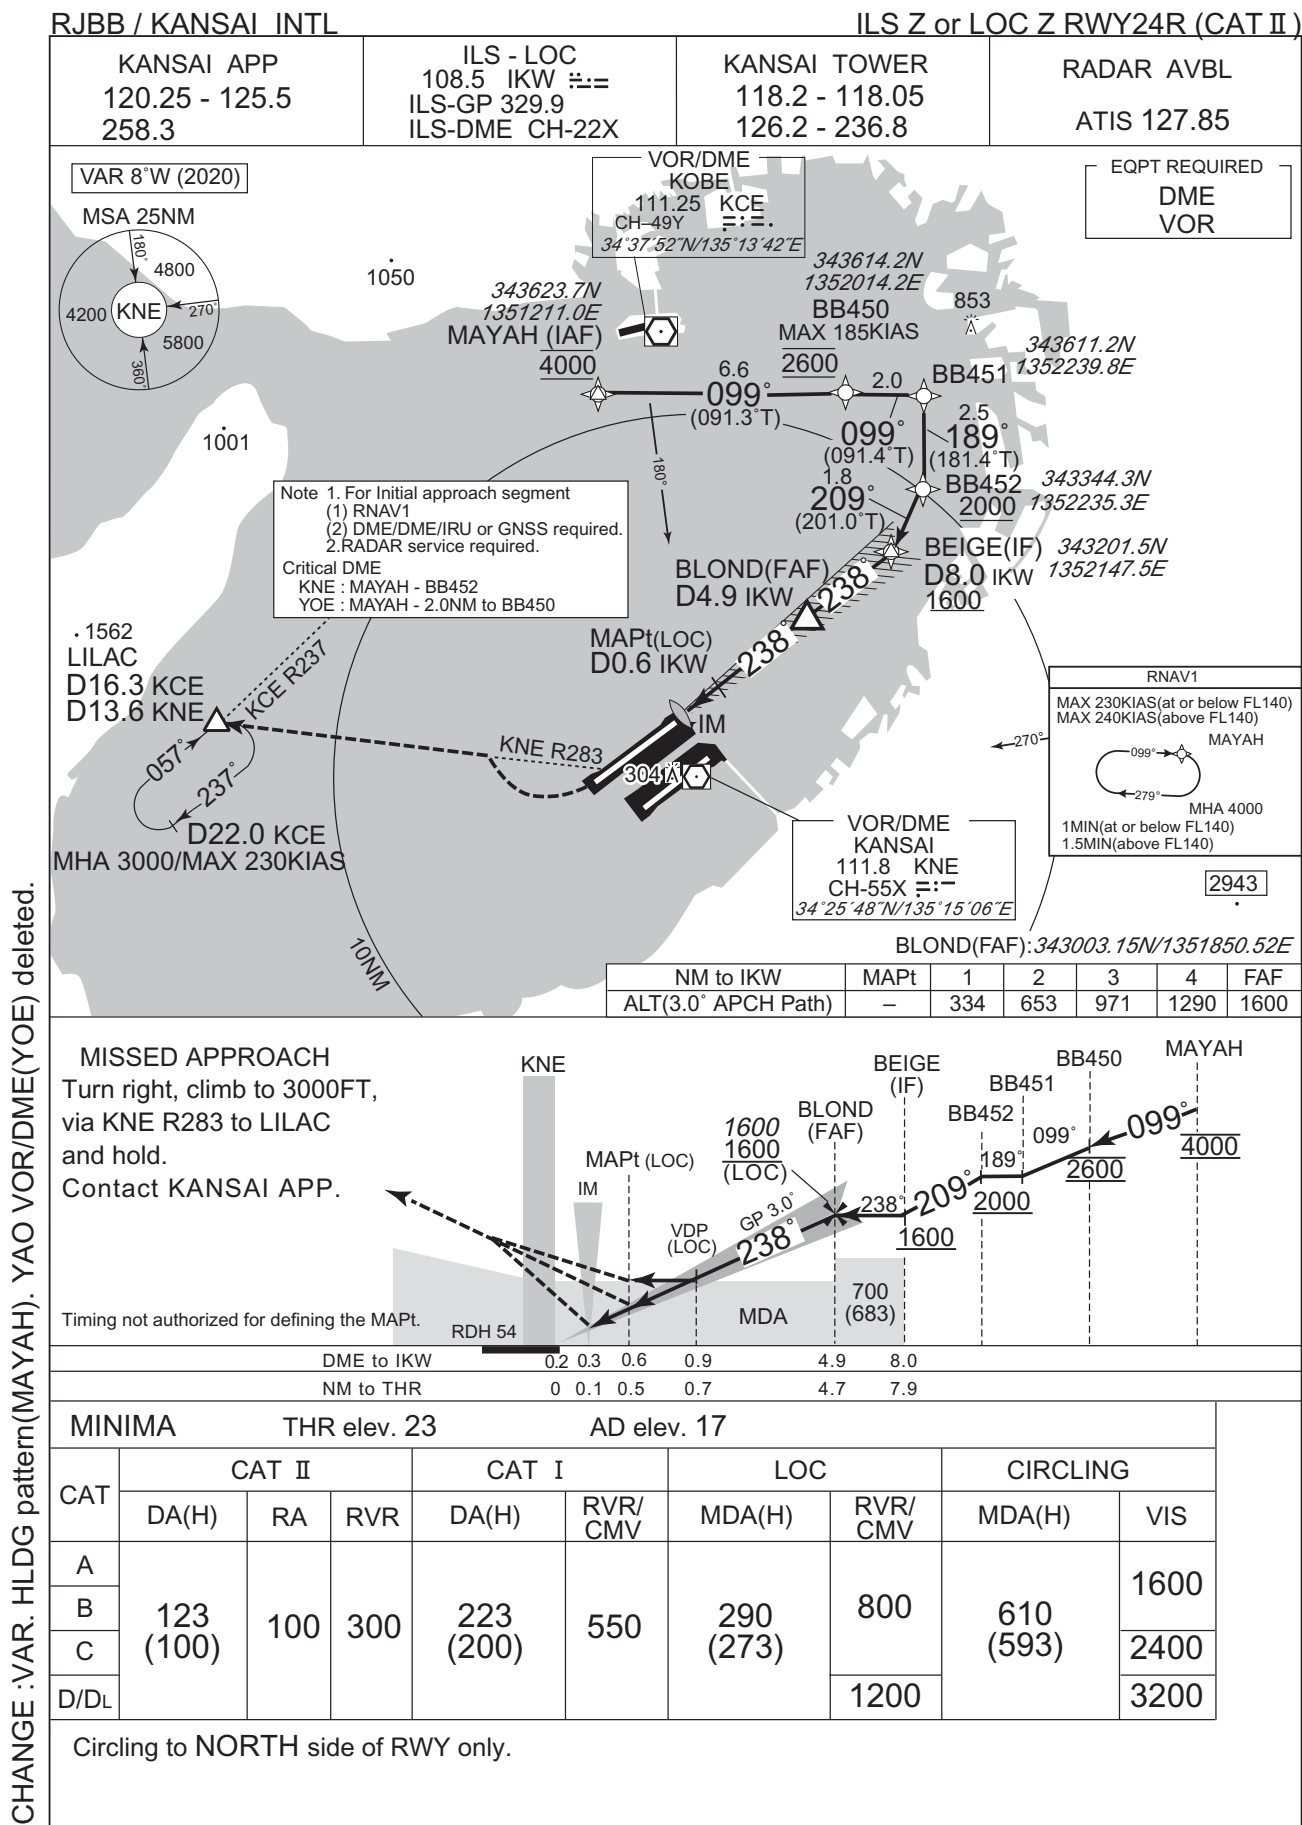 RJBB / KANSAI INTL
ILS Z or LOC Z RWY24R (CAT Ⅱ)
KANSAI APP
120.25 - 125.5
258.3
ILS - LOC
108.5 IKW
ILS-GP 329.9
ILS-DME CH-22X
KANSAI TOWER
118.2 - 118.05
126.2 - 236.8
RADAR AVBL
ATIS 127.85
VAR 8°W (2020)
MSA 25NM
180°
4800
4200
KNE
270°
5800
360°
VOR/DME
KOBE
111.25 KCE
CH-49Y
34°37´52˝N/135°13´42˝E
EQPT REQUIRED
DME
VOR
1050
343623.7N
1351211.0E
MAYAH (IAF)
4000
343614.2N
1352014.2E
BB450
MAX 185KIAS
2600
853
343611.2N
1352239.8E
BB451
6.6
099°
(091.3°T)
2.0
099°
(091.4°T)
2.5
189°
(181.4°T)
1001
180°
1.8
209°
(201.0°T)
BB452
2000
343344.3N
1352235.3E
Note 1. For Initial approach segment
(1) RNAV1
(2) DME/DME/IRU or GNSS required.
2.RADAR service required.
Critical DME
KNE : MAYAH - BB452
YOE : MAYAH - 2.0NM to BB450
BEIGE(IF)
D8.0 IKW
1600
343201.5N
1352147.5E
BLOND(FAF)
D4.9 IKW
238°
MAPt(LOC)
D0.6 IKW
238°
1562
LILAC
D16.3 KCE
D13.6 KNE
KCE R237
KNE R283
IM
304
057°
237°
D22.0 KCE
MHA 3000/MAX 230KIAS
270°
RNAV1
MAX 230KIAS(at or below FL140)
MAX 240KIAS(above FL140)
MAYAH
099°
279°
MHA 4000
1MIN(at or below FL140)
1.5MIN(above FL140)
VOR/DME
KANSAI
111.8 KNE
CH-55X
34°25´48˝N/135°15´06˝E
2943
10NM
BLOND(FAF):343003.15N/1351850.52E
NM to IKW MAPt 1 2 3 4 FAF
ALT(3.0° APCH Path) – 334 653 971 1290 1600
MISSED APPROACH
Turn right, climb to 3000FT,
via KNE R283 to LILAC
and hold.
Contact KANSAI APP.
Timing not authorized for defining the MAPt.
KNE
MAPt (LOC)
IM
RDH 54
VDP
(LOC)
1600
1600
(LOC)
BLOND
(FAF)
BEIGE
(IF)
BB452
BB451
BB450
MAYAH
GP 3.0°
238°
238°
209°
189°
099°
099°
1600
2000
2600
4000
MDA
700
(683)
DME to IKW 0.2 0.3 0.6 0.9 4.9 8.0
NM to THR 0 0.1 0.5 0.7 4.7 7.9
MINIMA THR elev. 23 AD elev. 17
CAT CAT Ⅱ CAT Ⅰ LOC CIRCLING
DA(H) RA RVR DA(H) RVR/CMV MDA(H) RVR/CMV MDA(H) VIS
A
B
C
D/DL
123
(100)
100
300
223
(200)
550
290
(273)
800
1200
610
(593)
1600
2400
3200
Circling to NORTH side of RWY only.
CHANGE :VAR. HLDG pattern(MAYAH). YAO VOR/DME(YOE) deleted.